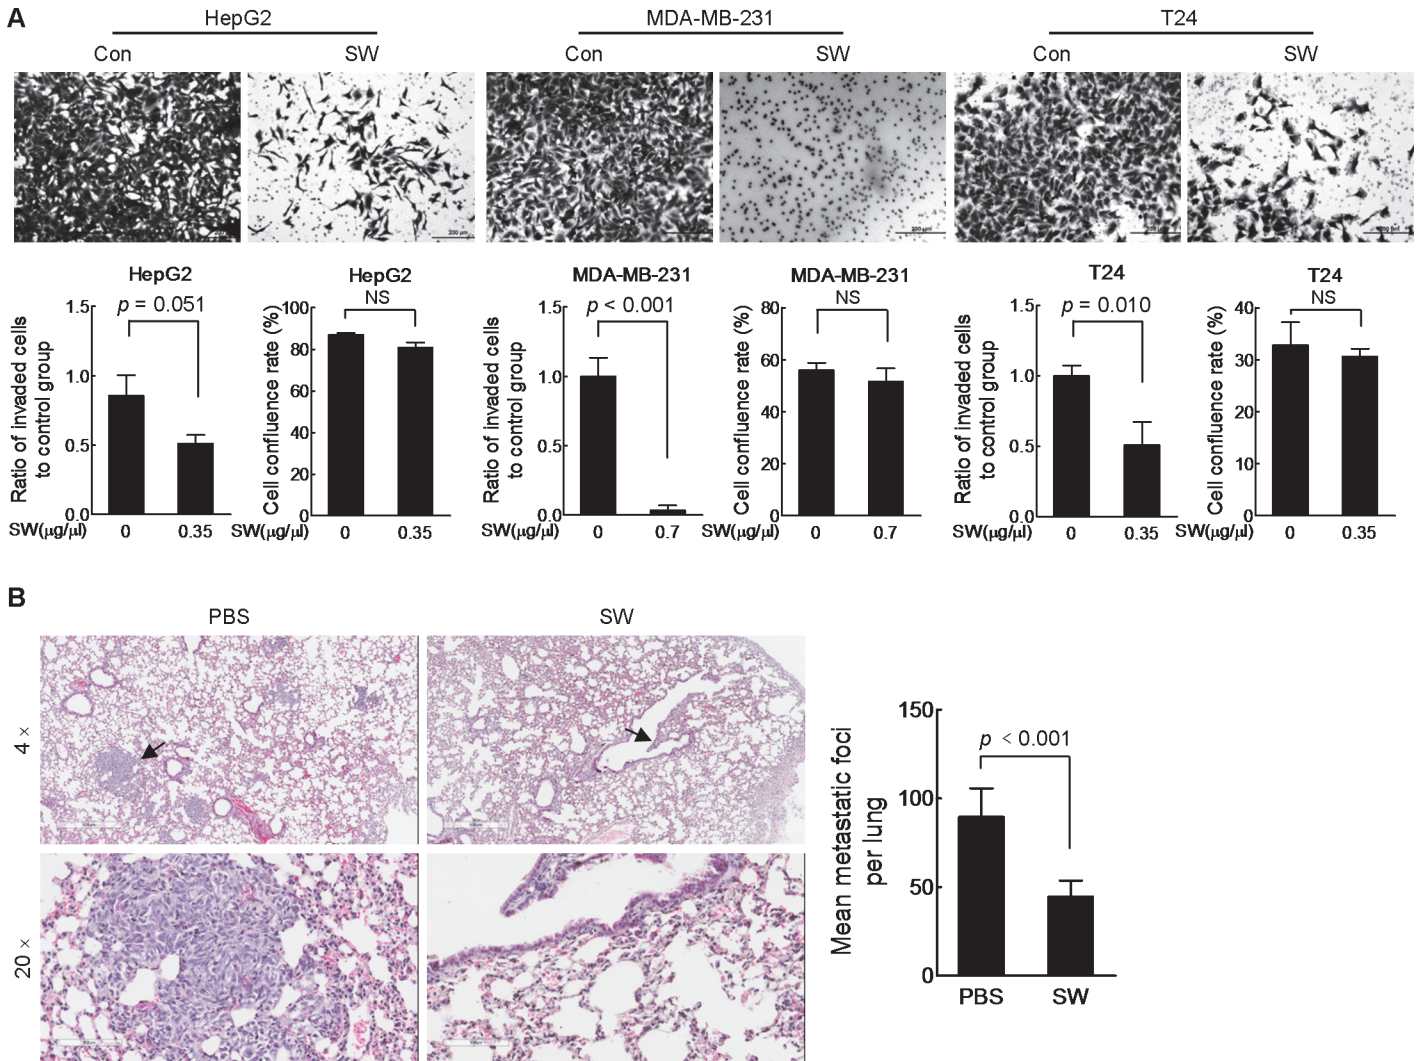 A
HepG2
MDA-MB-231
T24
Con
SW
Con
SW
Con
SW
200 µm
200 µm
HepG2
p = 0.051
Ratio of invaded cells
to control group
1.5
1.0
0.5
0.0
SW(µg/µl)
0
0.35
HepG2
NS
Cell confluence rate (%)
100
80
60
40
20
0
SW(µg/µl)
0
0.35
MDA-MB-231
p < 0.001
Ratio of invaded cells
to control group
1.5
1.0
0.5
0.0
SW(µg/µl)
0
0.7
MDA-MB-231
NS
Cell confluence rate (%)
80
60
40
20
0
SW(µg/µl)
0
0.7
T24
p = 0.010
Ratio of invaded cells
to control group
1.5
1.0
0.5
0.0
SW(µg/µl)
0
0.35
T24
NS
Cell confluence rate (%)
40
30
20
10
0
SW(µg/µl)
0
0.35
B
PBS
SW
4 ×
20 ×
Mean metastatic foci
per lung
150
100
50
0
p < 0.001
PBS
SW